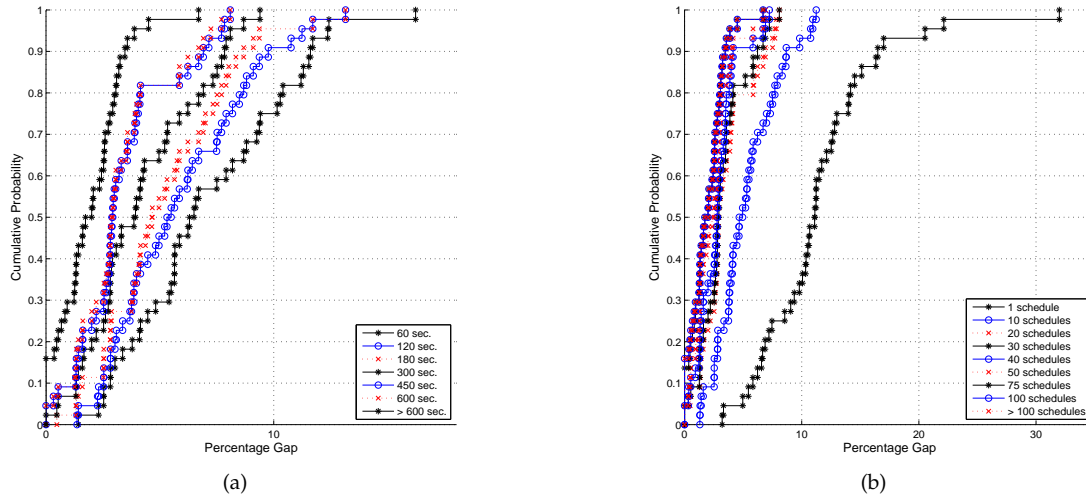 1
0.9
0.8
0.7
0.6
0.5
0.4
0.3
0.2
0.1
0
Cumulative Probability
0
10
Percentage Gap
60 sec.
120 sec.
180 sec.
300 sec.
450 sec.
600 sec.
> 600 sec.
(a)
1
0.9
0.8
0.7
0.6
0.5
0.4
0.3
0.2
0.1
0
Cumulative Probability
0
10
20
30
Percentage Gap
1 schedule
10 schedules
20 schedules
30 schedules
40 schedules
50 schedules
75 schedules
100 schedules
> 100 schedules
(b)